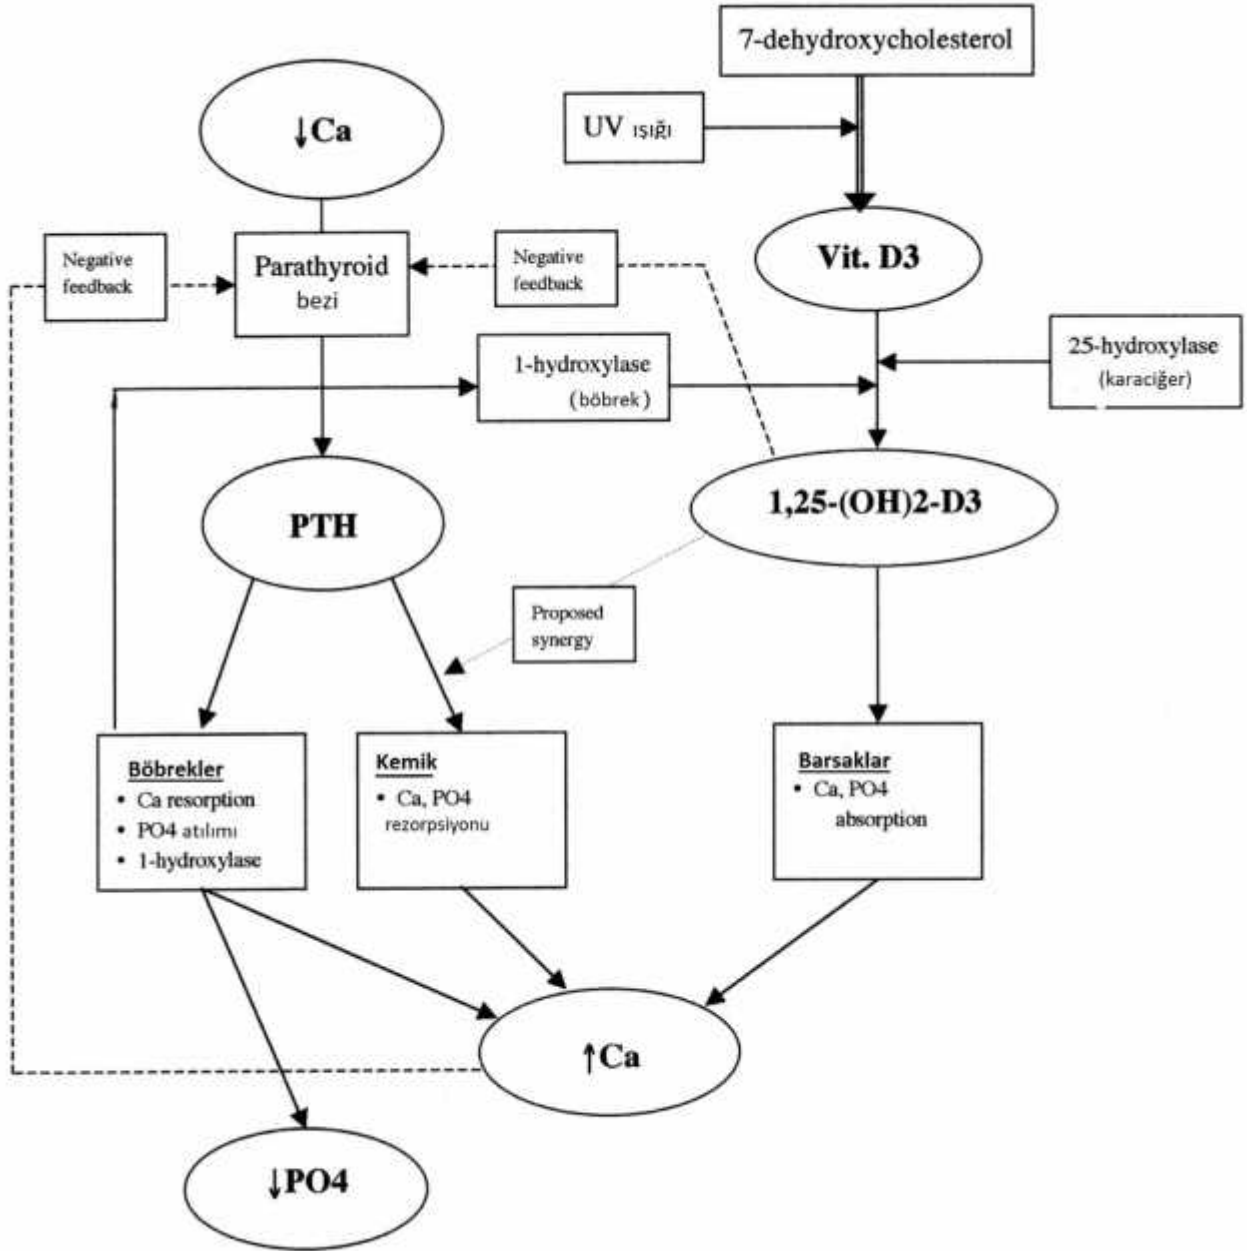 7-dehydroxycholesterol
↓Ca
UV ışığı
Negative
feedback
Parathyroid
bezi
Negative
feedback
Vit. D3
1-hydroxylase
(böbrek)
25-hydroxylase
(karaciğer)
PTH
1,25-(OH)2-D3
Proposed
synergy
Böbrekler
• Ca resorption
• PO4 atılımı
• 1-hydroxylase
Kemik
• Ca, PO4
rezorpsiyonu
Barsaklar
• Ca, PO4
absorption
↑Ca
↓PO4